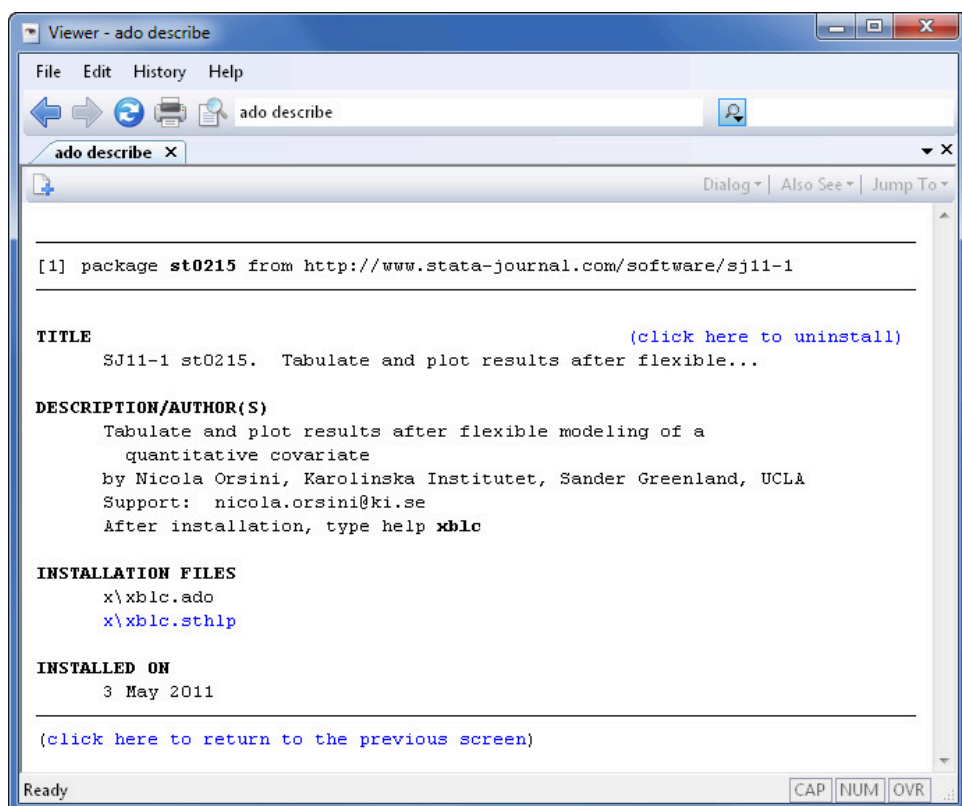 Viewer - ado describe
File Edit History Help
ado describe
ado describe X
Dialog Also See Jump To
[1] package st0215 from http://www.stata-journal.com/software/sj11-1
TITLE (click here to uninstall)
SJ11-1 st0215. Tabulate and plot results after flexible...
DESCRIPTION/AUTHOR(S)
Tabulate and plot results after flexible modeling of a
quantitative covariate
by Nicola Orsini, Karolinska Institutet, Sander Greenland, UCLA
Support: nicola.orsini@ki.se
After installation, type help xblc
INSTALLATION FILES
x\xblc.ado
x\xblc.sthlp
INSTALLED ON
3 May 2011
(click here to return to the previous screen)
Ready CAP NUM OVR